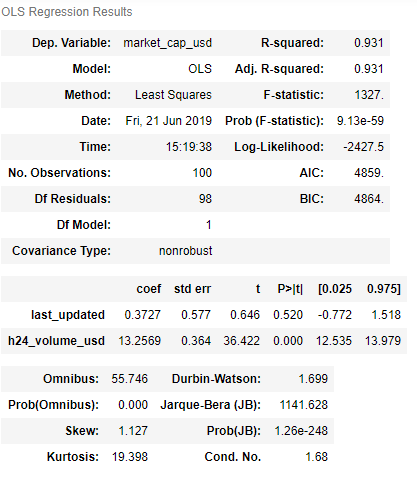 OLS Regression Results
Dep. Variable: market_cap_usd R-squared: 0.931
Model: OLS Adj. R-squared: 0.931
Method: Least Squares F-statistic: 1327.
Date: Fri, 21 Jun 2019 Prob (F-statistic): 9.13e-59
Time: 15:19:38 Log-Likelihood: -2427.5
No. Observations: 100 AIC: 4859.
Df Residuals: 98 BIC: 4864.
Df Model: 1
Covariance Type: nonrobust
coef std err t P>|t| [0.025 0.975]
last_updated 0.3727 0.577 0.646 0.520 -0.772 1.518
h24_volume_usd 13.2569 0.364 36.422 0.000 12.535 13.979
Omnibus: 55.746 Durbin-Watson: 1.699
Prob(Omnibus): 0.000 Jarque-Bera (JB): 1141.628
Skew: 1.127 Prob(JB): 1.26e-248
Kurtosis: 19.398 Cond. No. 1.68